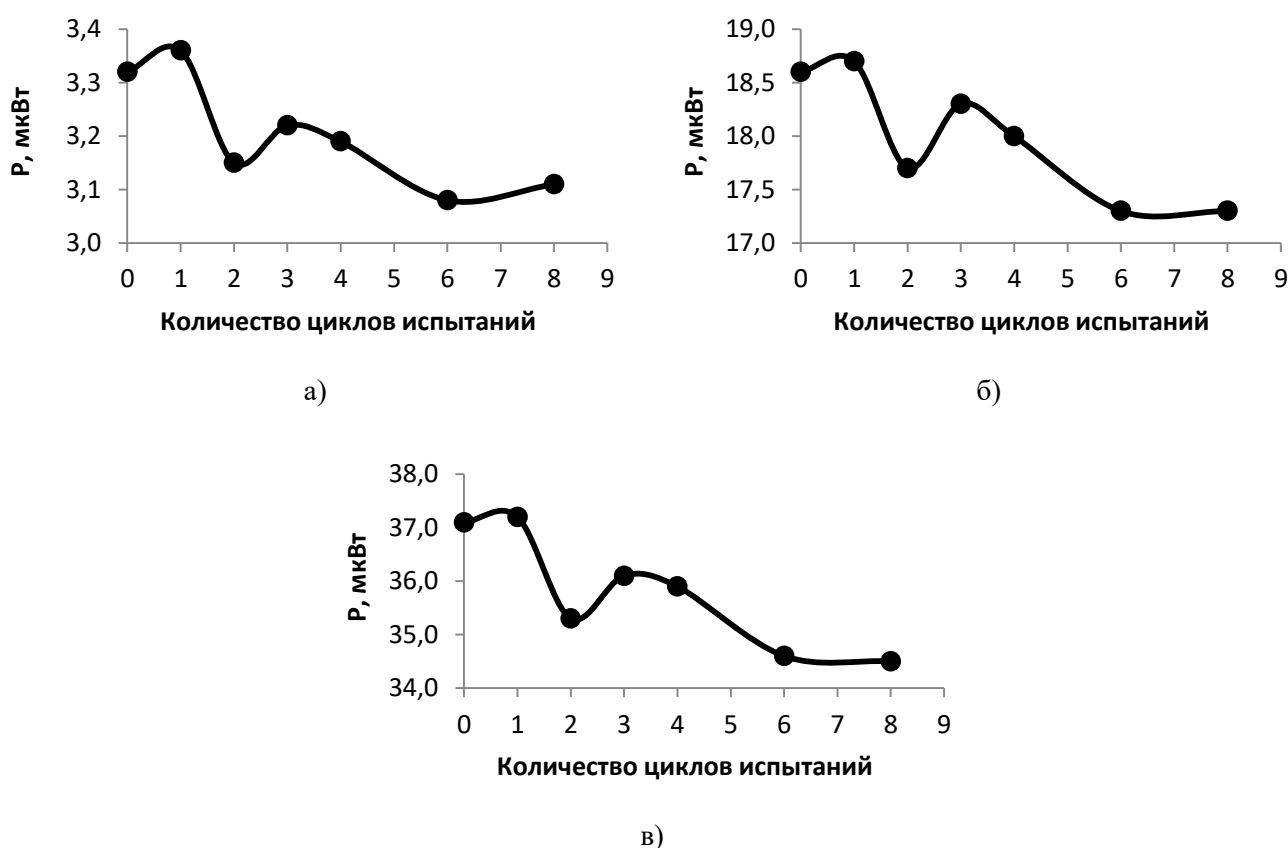 3,4
3,3
3,2
3,1
3,0
P, мкВт
0 1 2 3 4 5 6 7 8 9
Количество циклов испытаний
а)
19,0
18,5
18,0
17,5
17,0
P, мкВт
0 1 2 3 4 5 6 7 8 9
Количество циклов испытаний
б)
38,0
37,0
36,0
35,0
34,0
P, мкВт
0 1 2 3 4 5 6 7 8 9
Количество циклов испытаний
в)